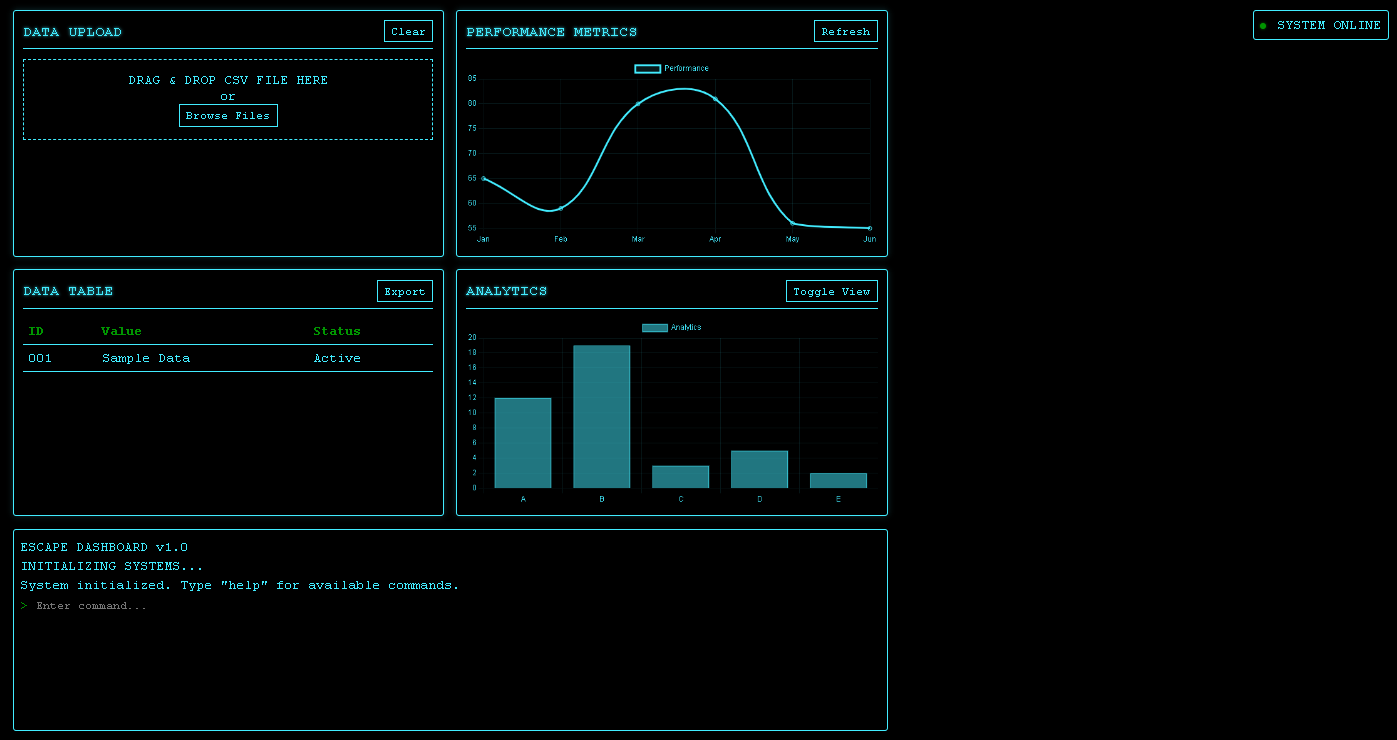 DATA UPLOAD
Clear
DRAG & DROP CSV FILE HERE
or
Browse Files
PERFORMANCE METRICS
Refresh
Performance
85
80
75
70
65
60
55
Jan Feb Mar Apr May Jun
SYSTEM ONLINE
DATA TABLE
Export
ID Value Status
001 Sample Data Active
ANALYTICS
Toggle View
Analytics
20
18
16
14
12
10
8
6
4
2
0
A B C D E
ESCAPE DASHBOARD v1.0
INITIALIZING SYSTEMS...
System initialized. Type "help" for available commands.
> Enter command...